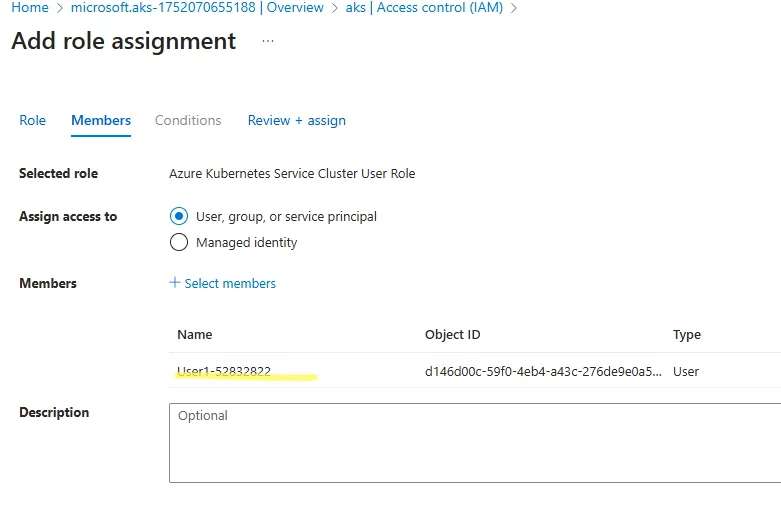 Home > microsoft.aks-1752070655188 | Overview > aks | Access control (IAM) >
Add role assignment ...
Role Members Conditions Review + assign
Selected role Azure Kubernetes Service Cluster User Role
Assign access to User, group, or service principal
Managed identity
Members + Select members
Name Object ID Type
User1-52832822 d146d00c-59f0-4eb4-a43c-276de9e0a5... User
Description Optional